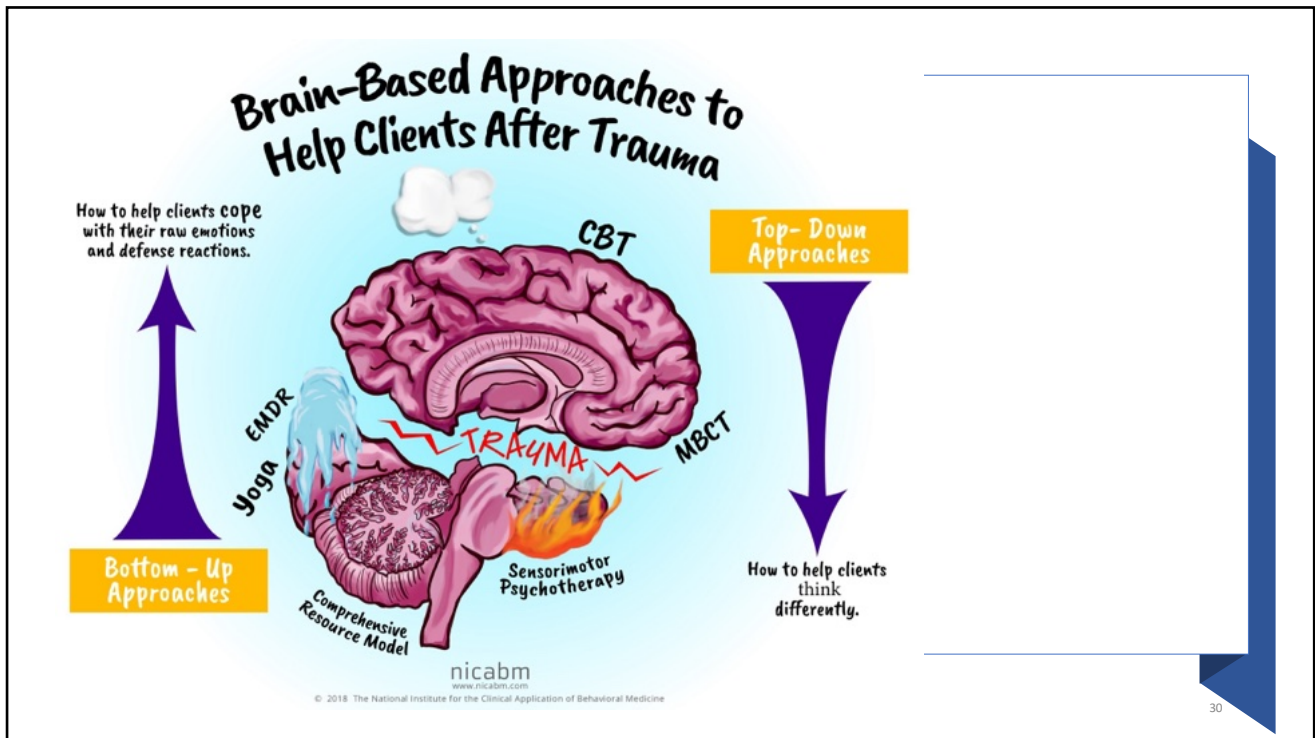 Brain-Based Approaches to
Help Clients After Trauma
How to help clients cope
with their raw emotions
and defense reactions.
CBT
Top- Down
Approaches
EMDR
TRAUMA
MBCT
Yoga
Bottom - Up
Approaches
Sensorimotor
Psychotherapy
Comprehensive
Resource Model
How to help clients
think
differently.
nicabm
www.nicabm.com
© 2018 The National Institute for the Clinical Application of Behavioral Medicine
30